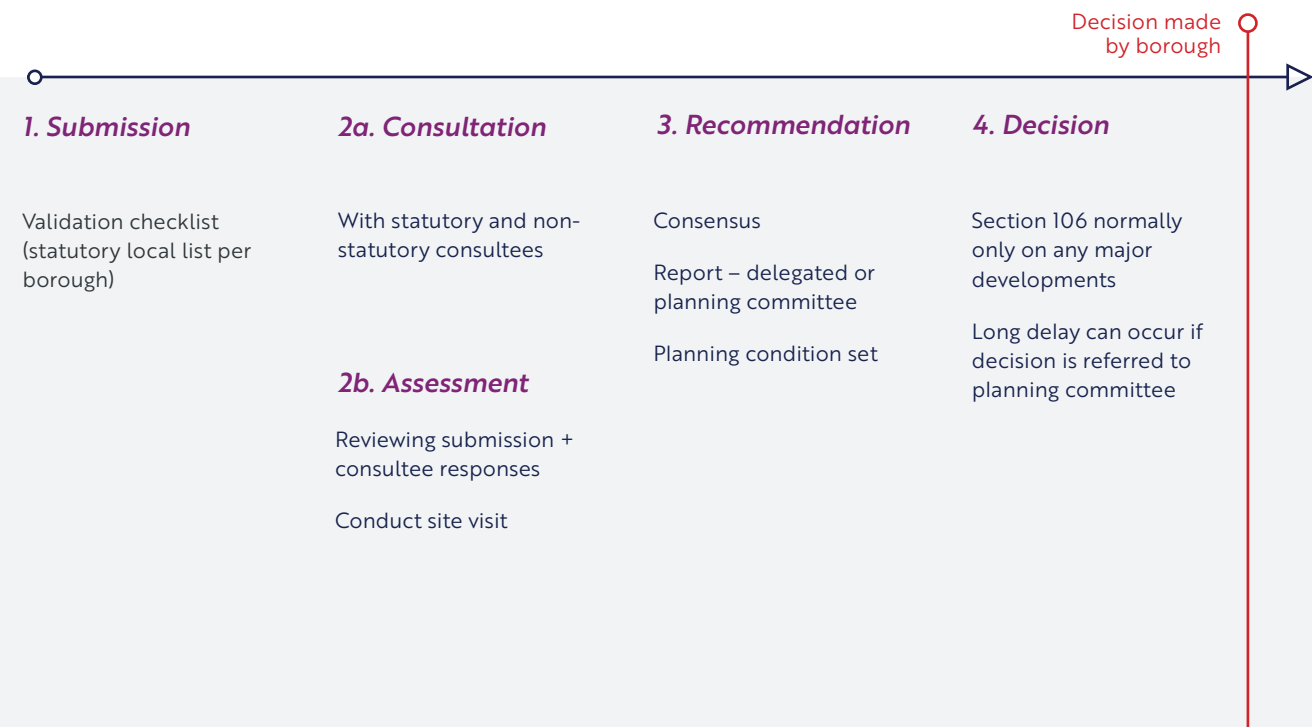 Decision made
by borough
1. Submission
Validation checklist
(statutory local list per
borough)
2a. Consultation
With statutory and non-
statutory consultees
2b. Assessment
Reviewing submission +
consultee responses
Conduct site visit
3. Recommendation
Consensus
Report – delegated or
planning committee
Planning condition set
4. Decision
Section 106 normally
only on any major
developments
Long delay can occur if
decision is referred to
planning committee